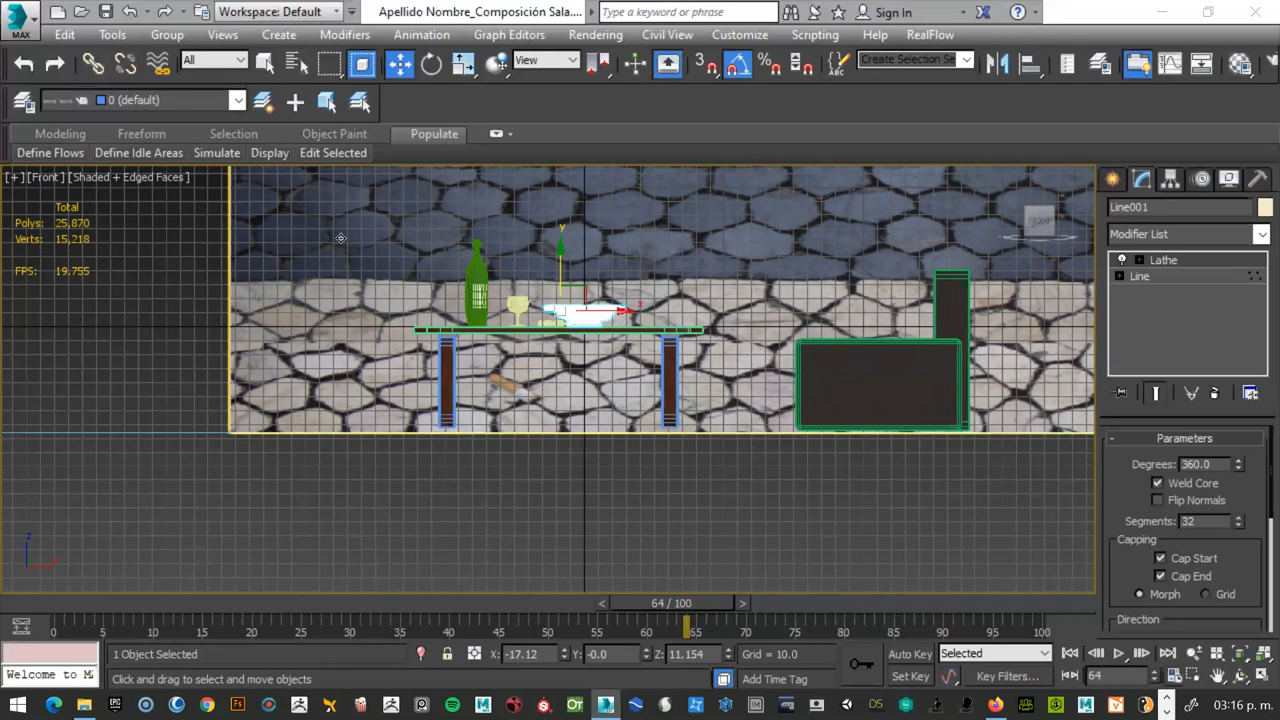 MAX
Workspace: Default
Apellido Nombre_Composición Sala....
Type a keyword or phrase
Sign In
Edit Tools Group Views Create Modifiers Animation Graph Editors Rendering Civil View Customize Scripting Help RealFlow
All
View
3
Create Selection Se
ABC
0 (default)
Modeling Freeform Selection Object Paint Populate
Define Flows Define Idle Areas Simulate Display Edit Selected
[+][Front][Shaded + Edged Faces]
Total
Polys: 25,870
Verts: 15,218
FPS: 19.755
y
x
FRONT
z
Line001
Modifier List
Lathe
Line
Parameters
Degrees: 360.0
Weld Core
Flip Normals
Segments: 32
Capping
Cap Start
Cap End
Morph Grid
Direction
64 / 100
0 5 10 15 20 25 30 35 40 45 50 55 60 65 70 75 80 85 90 95 100
1 Object Selected
X: -17.12 Y: -0.0 Z: 11.154
Grid = 10.0
Auto Key
Selected
Welcome to M
Click and drag to select and move objects
Add Time Tag
Set Key
Key Filters...
64
03:16 p. m.